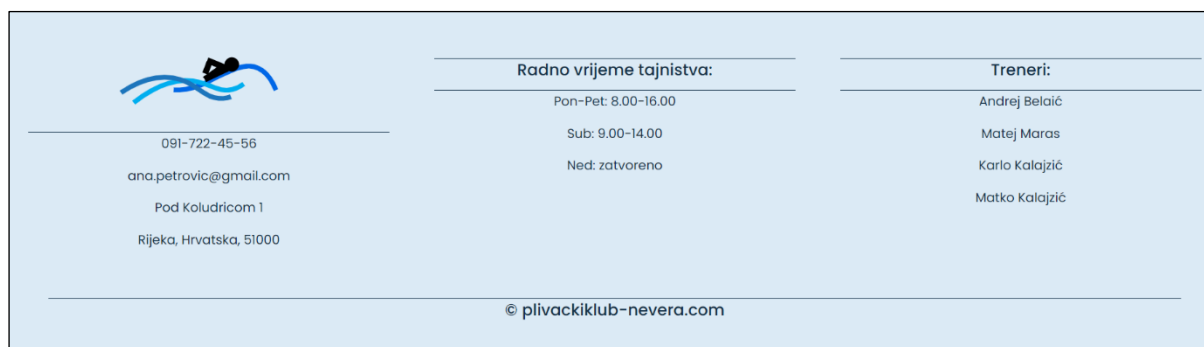 091-722-45-56
ana.petrovic@gmail.com
Pod Koludricom 1
Rijeka, Hrvatska, 51000
Radno vrijeme tajnistva:
Pon-Pet: 8.00-16.00
Sub: 9.00-14.00
Ned: zatvoreno
Treneri:
Andrej Belaić
Matej Maras
Karlo Kalajzić
Matko Kalajzić
© plivackiklub-nevera.com